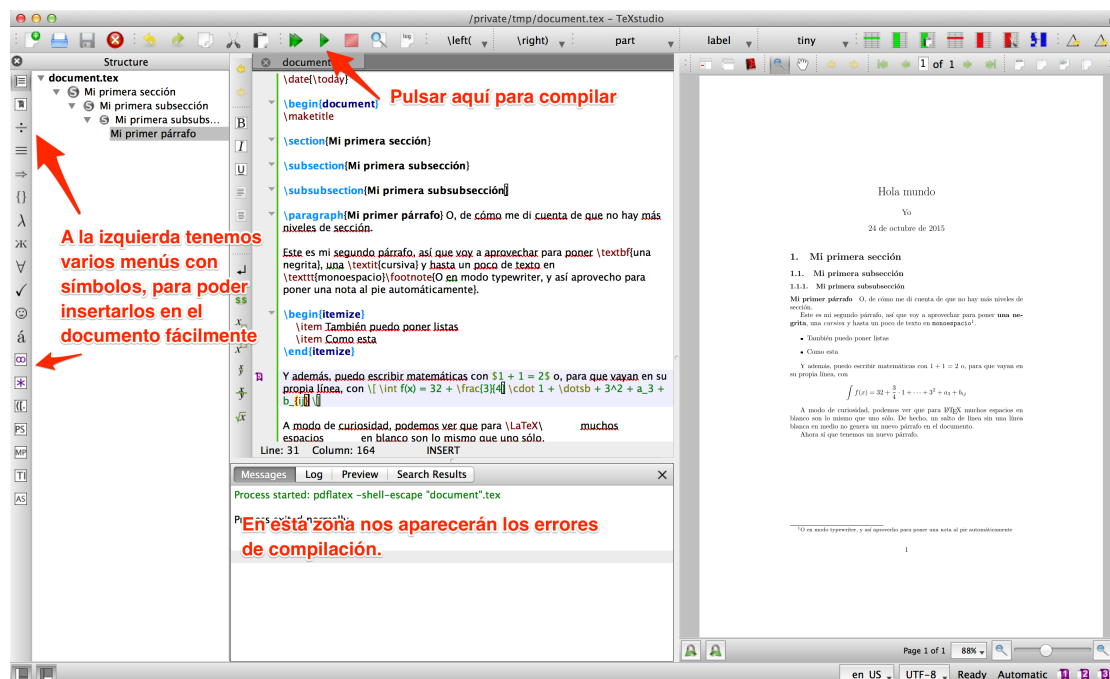 /private/tmp/document.tex - TeXstudio
\left(
\right)
part
label
tiny
Structure
document.tex
Mi primera sección
Mi primera subsección
Mi primera subsubs...
Mi primer párrafo
A la izquierda tenemos
varios menús con
símbolos, para poder
insertarlos en el
documento fácilmente
document
Pulsar aquí para compilar
\date{\today}
\begin{document}
\maketitle
\section{Mi primera sección}
\subsection{Mi primera subsección}
\subsubsection{Mi primera subsubsección}
\paragraph{Mi primer párrafo} O, de cómo me di cuenta de que no hay más
niveles de sección.
Este es mi segundo párrafo, así que voy a aprovechar para poner \textbf{una
negrita}, una \textit{cursiva} y hasta un poco de texto en
\texttt{monoespacio}\footnote{O en modo typewriter, y así aprovecho para
poner una nota al pie automáticamente}.
\begin{itemize}
\item También puedo poner listas
\item Como esta
\end{itemize}
Y además, puedo escribir matemáticas con $1 + 1 = 2$ o, para que vayan en su
propia línea, con \[ \int f(x) = 32 + \frac{3}{4} \cdot 1 + \dotsb + 3^2 + a_3 +
b_{ij} \]
A modo de curiosidad, podemos ver que para \LaTeX\ muchos
espacios en blanco son lo mismo que uno sólo.
Line: 31 Column: 164 INSERT
Messages Log Preview Search Results
Process started: pdflatex -shell-escape "document".tex
Process exited normally
En esta zona nos aparecerán los errores
de compilación.
1 of 1
Hola mundo
Yo
24 de octubre de 2015
1. Mi primera sección
1.1. Mi primera subsección
1.1.1. Mi primera subsubsección
Mi primer párrafo O, de cómo me di cuenta de que no hay más niveles de
sección.
Este es mi segundo párrafo, así que voy a aprovechar para poner una ne-
grita, una cursiva y hasta un poco de texto en monoespacio¹.
• También puedo poner listas
• Como esta
Y además, puedo escribir matemáticas con 1 + 1 = 2 o, para que vayan en
su propia línea, con
∫ f(x) = 32 + 3/4 · 1 + ··· + 3² + a₃ + bᵢⱼ
A modo de curiosidad, podemos ver que para LATEX muchos espacios en
blanco son lo mismo que uno sólo. De hecho, un salto de línea sin una línea
blanca en medio no genera un nuevo párrafo en el documento.
Ahora sí que tenemos un nuevo párrafo.
¹O en modo typewriter, y así aprovecho para poner una nota al pie automáticamente
1
Page 1 of 1 88%
en US UTF-8 Ready Automatic